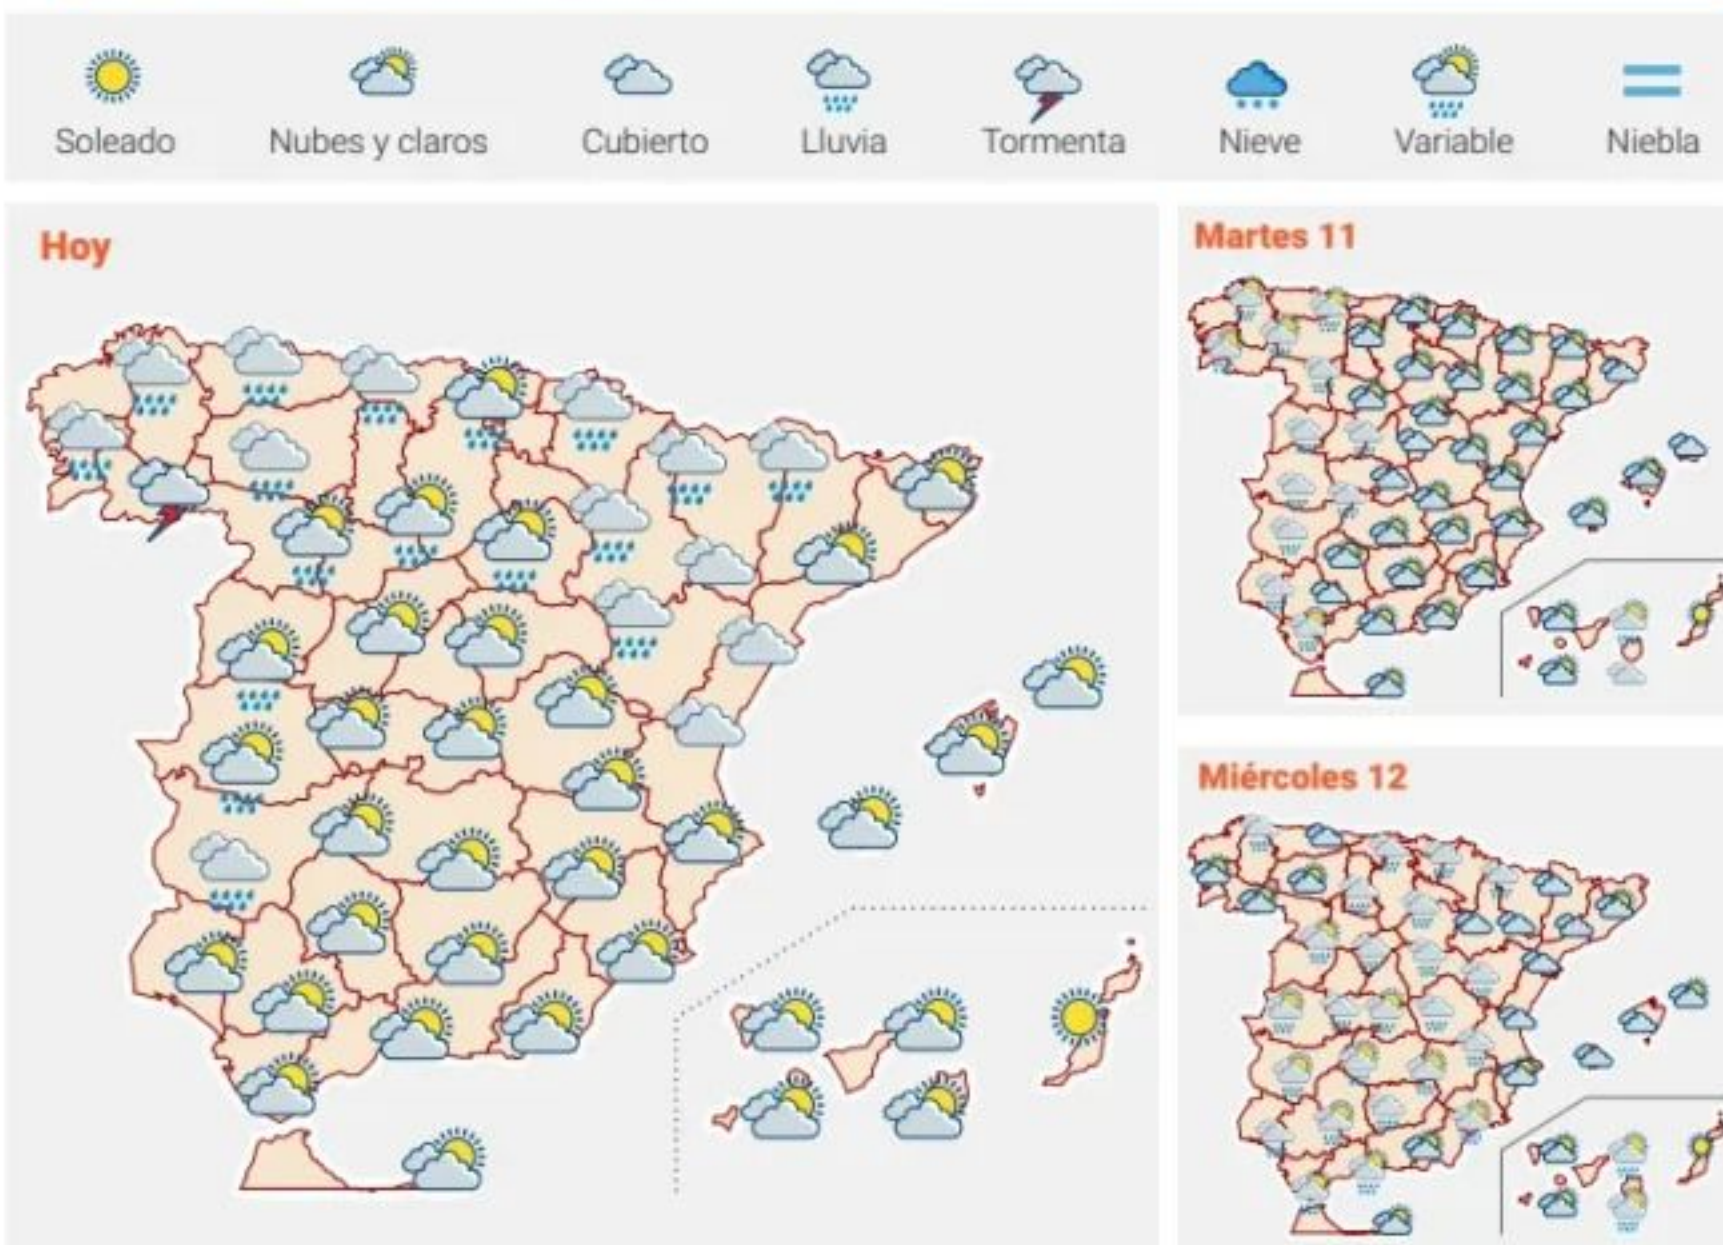 Soleado
Nubes y claros
Cubierto
Lluvia
Tormenta
Nieve
Variable
Niebla
Hoy
Martes 11
Miércoles 12